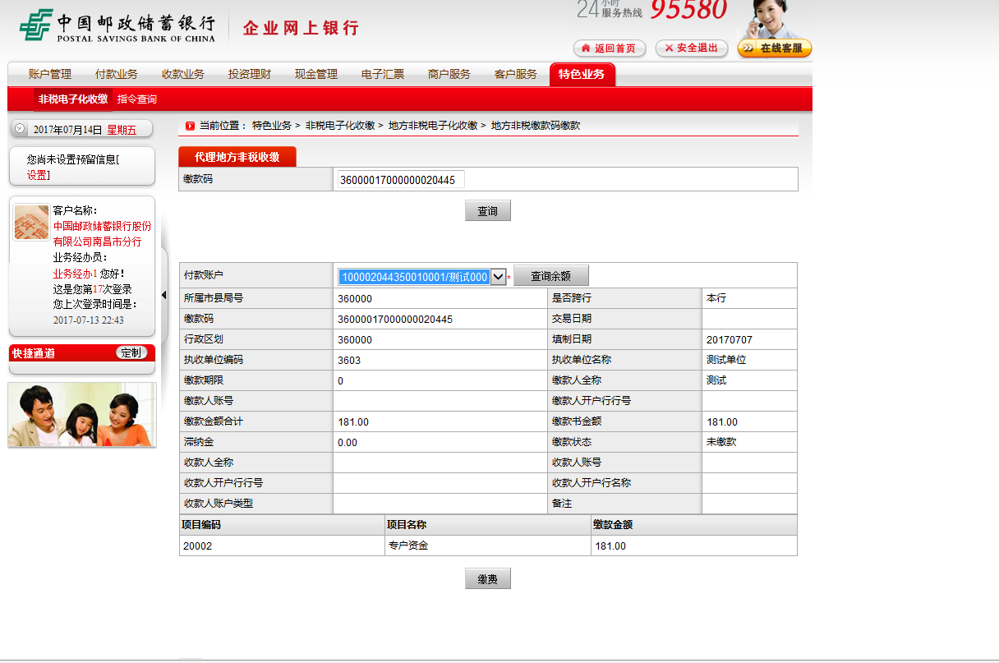 中国邮政储蓄银行
POSTAL SAVINGS BANK OF CHINA
企业网上银行
24小时服务热线 95580
返回首页 安全退出 在线客服
账户管理 付款业务 收款业务 投资理财 现金管理 电子汇票 商户服务 客户服务 特色业务
非税电子化收缴 指令查询
2017年07月14日 星期五
您尚未设置预留信息[
设置]
客户名称:
中国邮政储蓄银行股份
有限公司南昌市分行
业务经办员:
业务经办1 您好!
这是您第17次登录
您上次登录时间是:
2017-07-13 22:43
快捷通道 定制
当前位置: 特色业务 > 非税电子化收缴 > 地方非税电子化收缴 > 地方非税缴款码缴款
代理地方非税收缴
缴款码 36000017000000020445
查询
付款账户 100002044350010001/测试000 * 查询余额
所属市县局号 360000 是否跨行 本行
缴款码 36000017000000020445 交易日期
行政区划 360000 填制日期 20170707
执收单位编码 3603 执收单位名称 测试单位
缴款期限 0 缴款人全称 测试
缴款人账号 缴款人开户行行号
缴款金额合计 181.00 缴款书金额 181.00
滞纳金 0.00 缴款状态 未缴款
收款人全称 收款人账号
收款人开户行行号 收款人开户行名称
收款人账户类型 备注
项目编码 项目名称 缴款金额
20002 专户资金 181.00
缴费